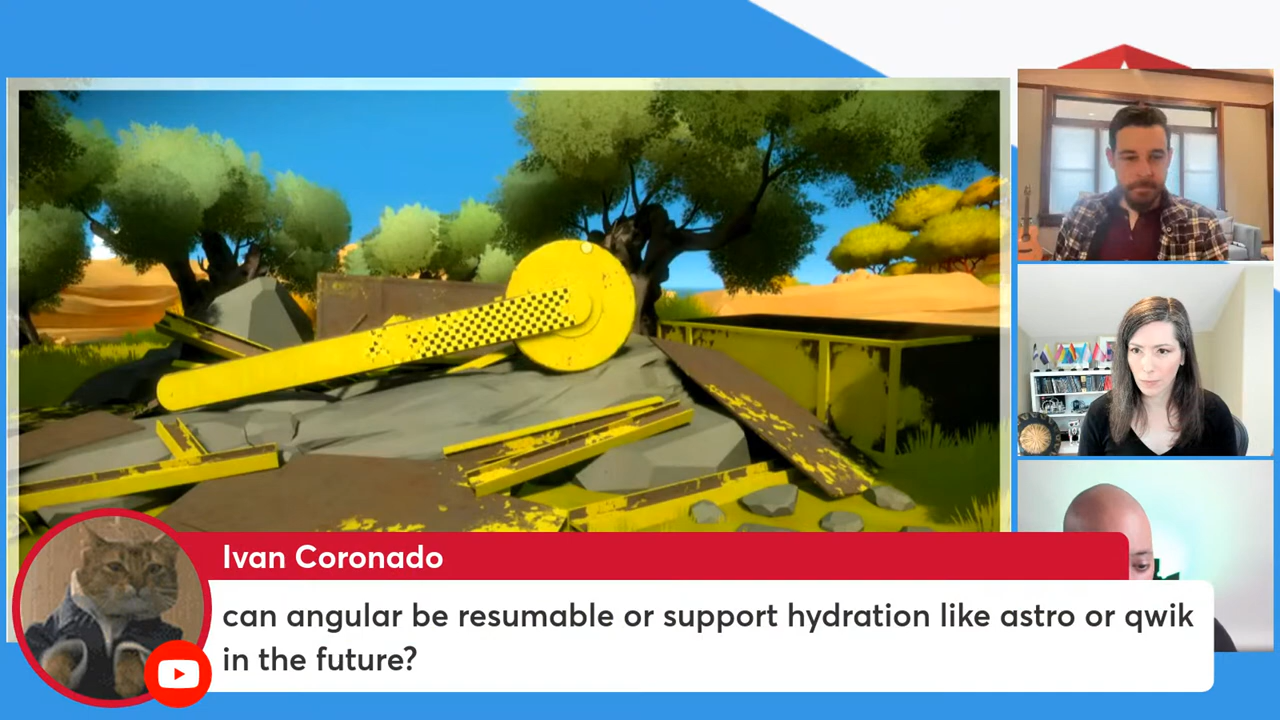 Ivan Coronado
can angular be resumable or support hydration like astro or qwik
in the future?